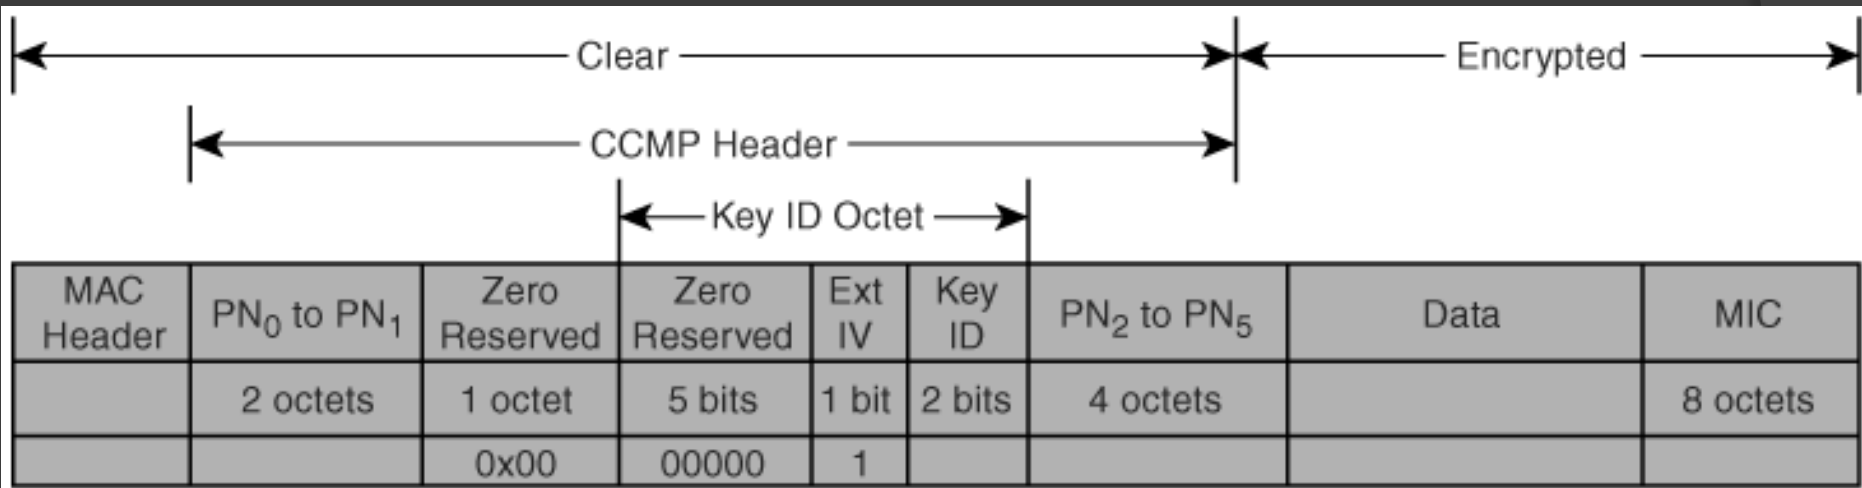 Clear
Encrypted
CCMP Header
Key ID Octet
MAC Header
PN0 to PN1
Zero Reserved
Zero Reserved
Ext IV
Key ID
PN2 to PN5
Data
MIC
2 octets
1 octet
5 bits
1 bit
2 bits
4 octets
8 octets
0x00
00000
1